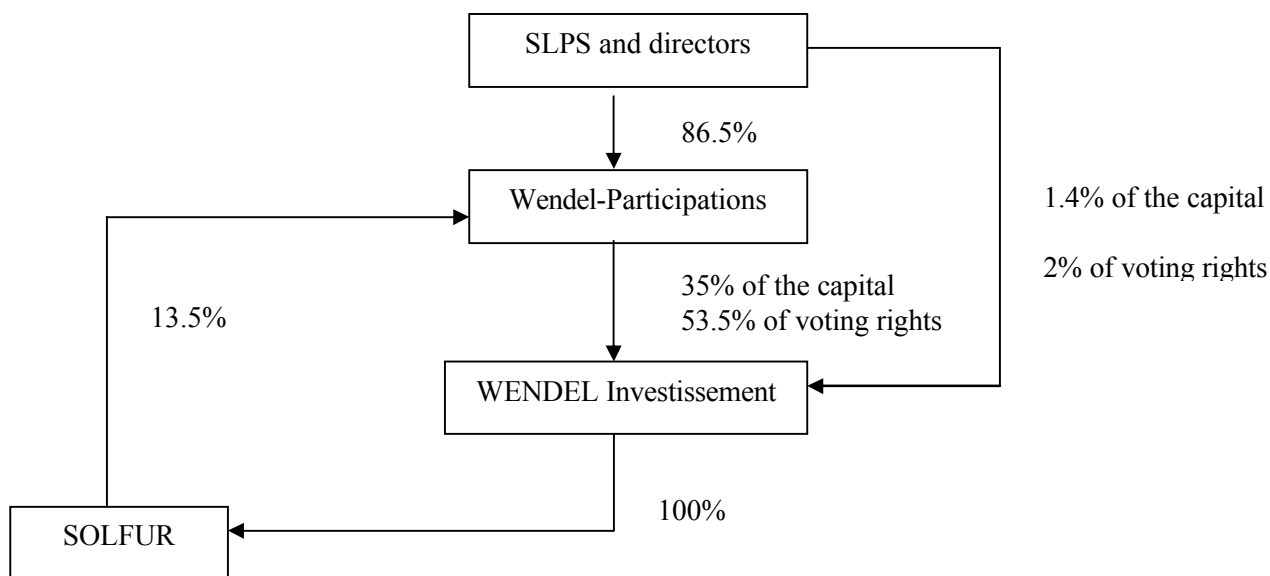 SLPS and directors
86.5%
Wendel-Participations
1.4% of the capital
2% of voting rights
13.5%
35% of the capital
53.5% of voting rights
WENDEL Investissement
100%
SOLFUR